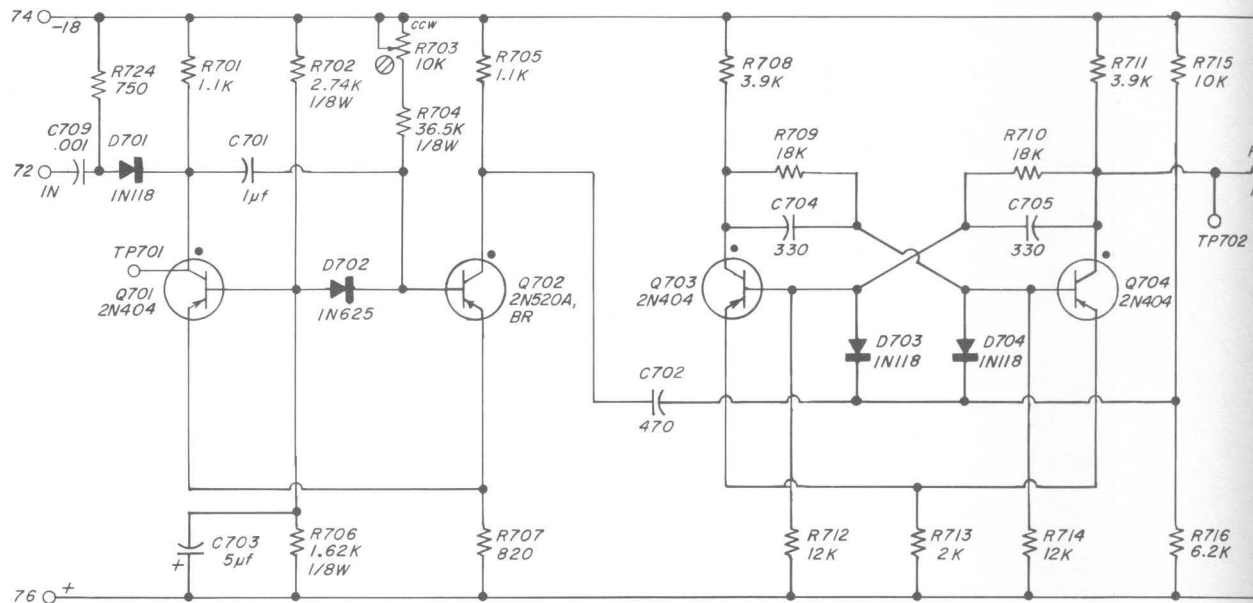 74
-18
CCW
R724
750
R701
1.1K
R702
2.74K
1/8W
R703
10K
R705
1.1K
R704
36.5K
1/8W
C709
.001
D701
C701
72
IN
1N118
1µf
TP701
Q701
2N404
D702
1N625
Q702
2N520A,
BR
C703
5µf
+
R706
1.62K
1/8W
R707
820
C702
470
R708
3.9K
R709
18K
C704
330
R710
18K
C705
330
R711
3.9K
R715
10K
TP702
Q703
2N404
Q704
2N404
D703
1N118
D704
1N118
R712
12K
R713
2K
R714
12K
R716
6.2K
76
+